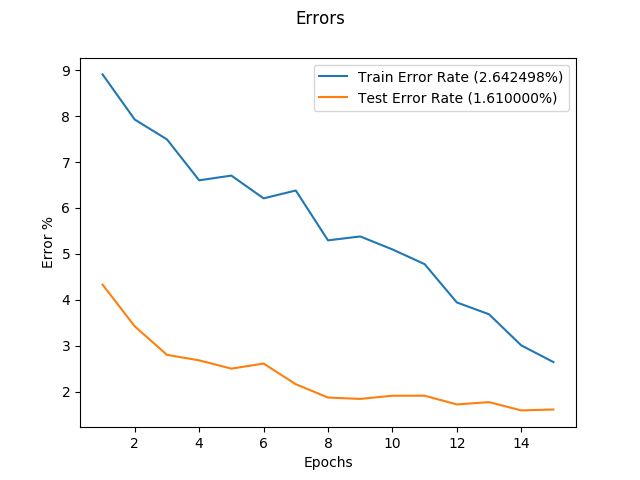 Errors
Train Error Rate (2.642498%)
Test Error Rate (1.610000%)
Error %
9
8
7
6
5
4
3
2
2 4 6 8 10 12 14
Epochs